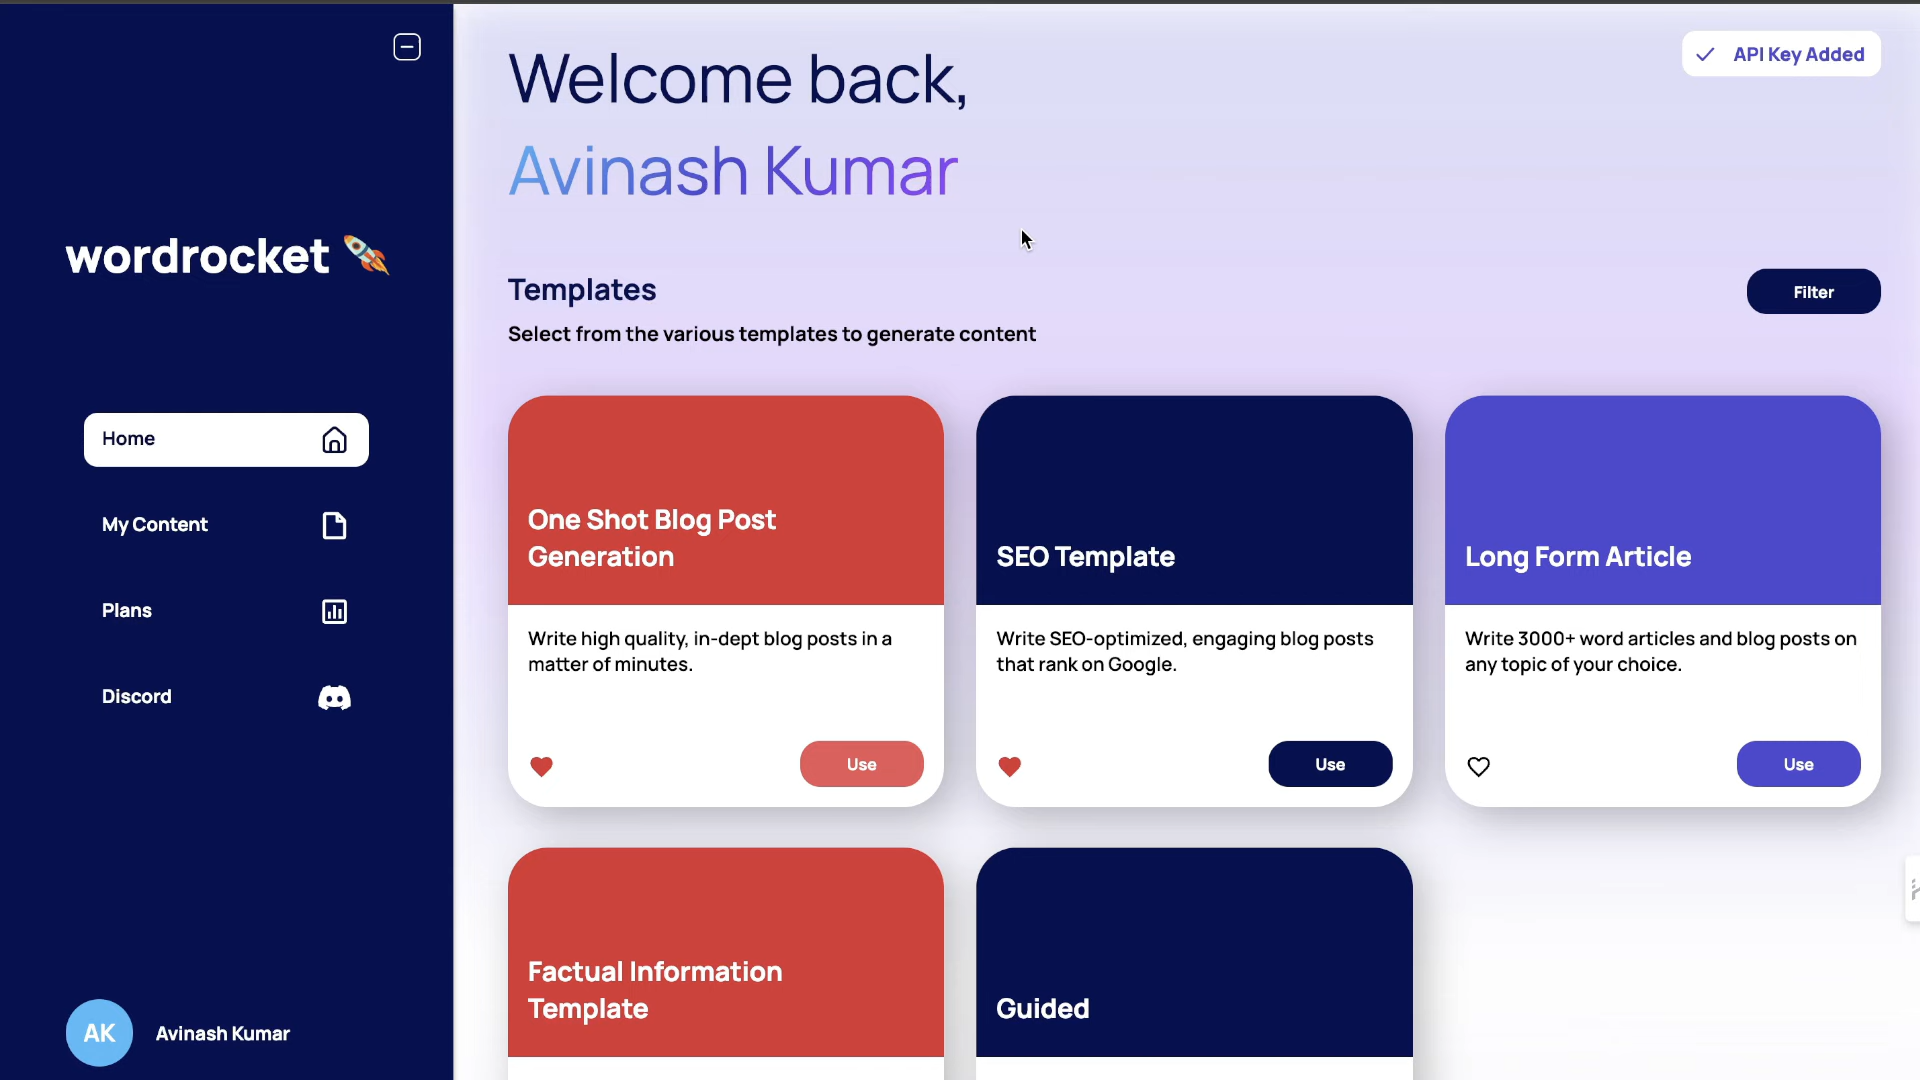 wordrocket
Home
My Content
Plans
Discord
AK
Avinash Kumar
Welcome back,
Avinash Kumar
API Key Added
Templates
Select from the various templates to generate content
Filter
One Shot Blog Post
Generation
Write high quality, in-dept blog posts in a
matter of minutes.
Use
SEO Template
Write SEO-optimized, engaging blog posts
that rank on Google.
Use
Long Form Article
Write 3000+ word articles and blog posts on
any topic of your choice.
Use
Factual Information
Template
Guided